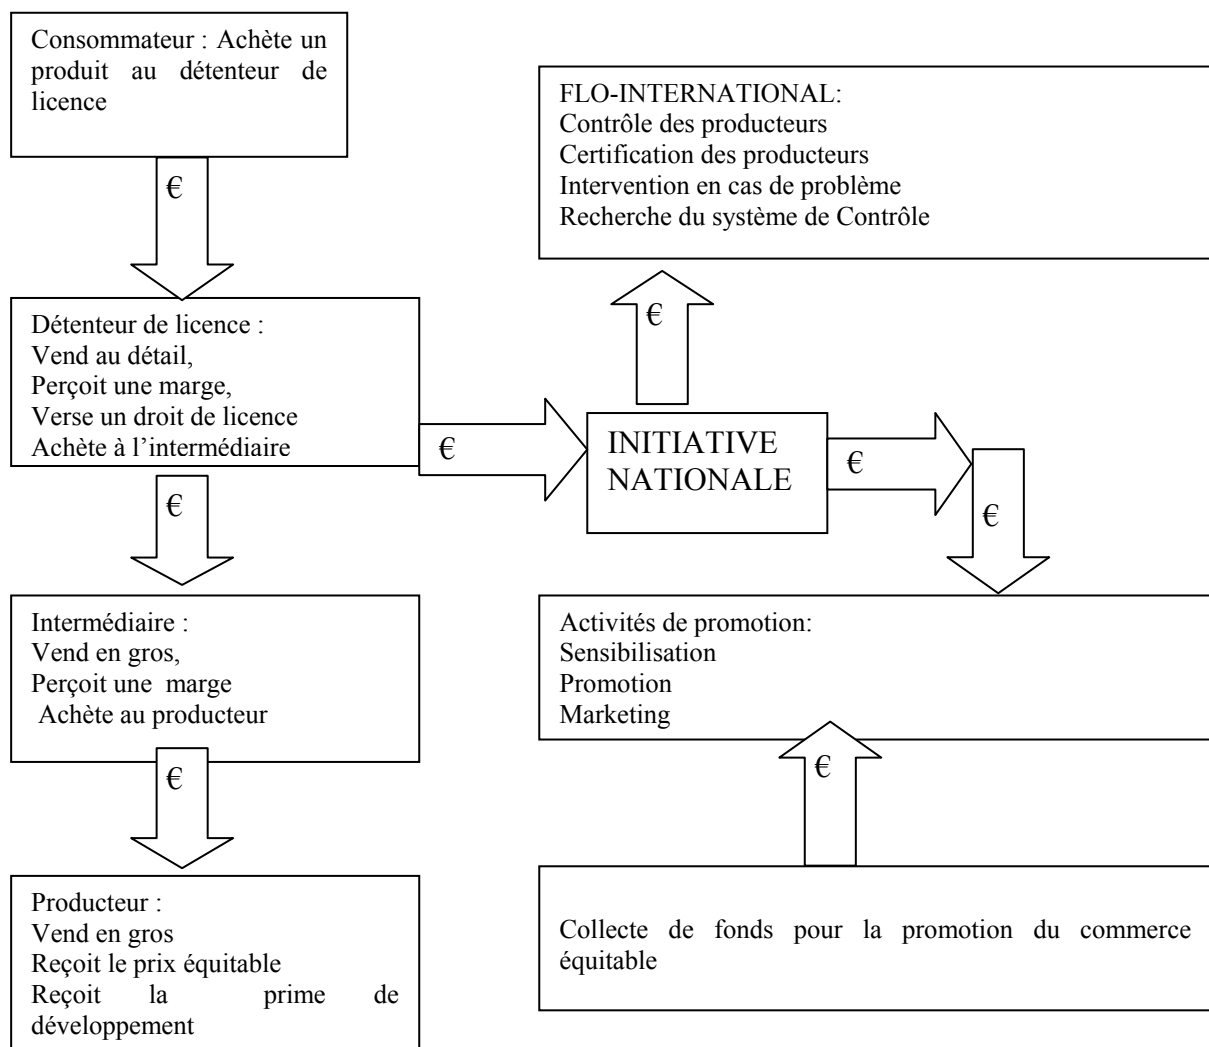 Consommateur : Achète un
produit au détenteur de
licence
€
Détenteur de licence :
Vend au détail,
Perçoit une marge,
Verse un droit de licence
Achète à l’intermédiaire
€
€
Intermédiaire :
Vend en gros,
Perçoit une marge
Achète au producteur
€
Producteur :
Vend en gros
Reçoit le prix équitable
Reçoit la prime de
développement
FLO-INTERNATIONAL:
Contrôle des producteurs
Certification des producteurs
Intervention en cas de problème
Recherche du système de Contrôle
€
INITIATIVE
NATIONALE
€
€
Activités de promotion:
Sensibilisation
Promotion
Marketing
€
Collecte de fonds pour la promotion du commerce
équitable